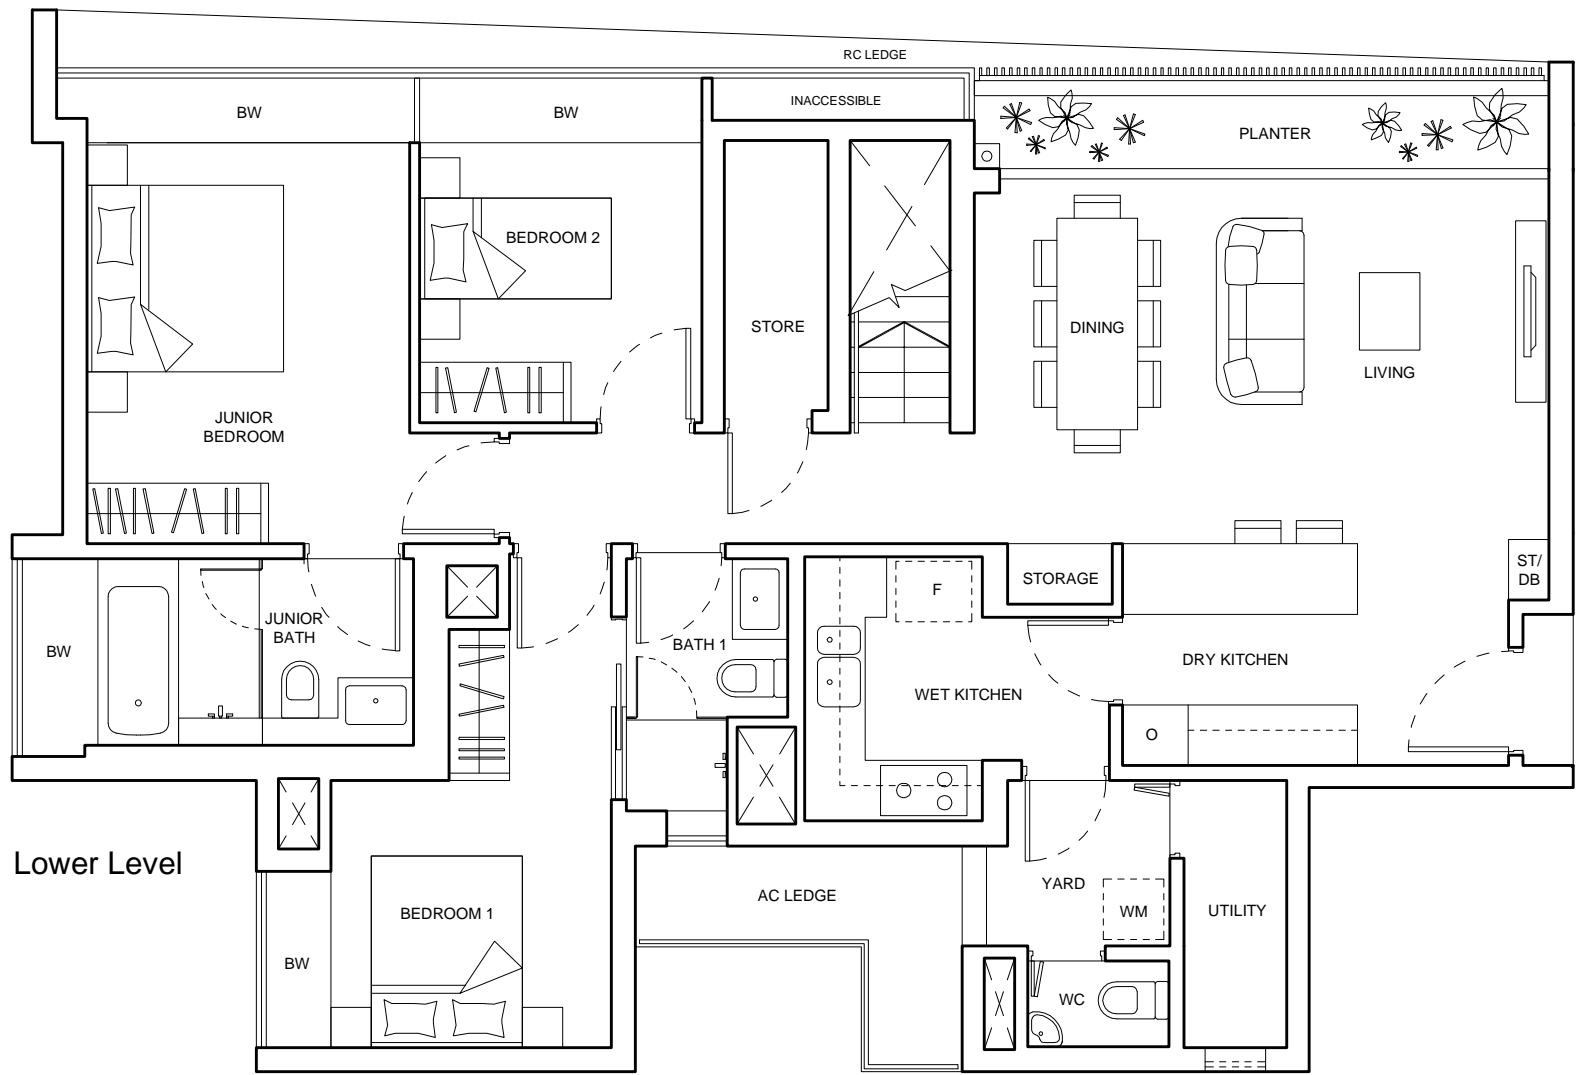 RC LEDGE
BW
BW
INACCESSIBLE
PLANTER
BEDROOM 2
STORE
DINING
LIVING
JUNIOR
BEDROOM
STORAGE
F
ST/
DB
JUNIOR
BATH
BATH 1
BW
WET KITCHEN
DRY KITCHEN
O
Lower Level
BEDROOM 1
AC LEDGE
YARD
WM
UTILITY
BW
WC